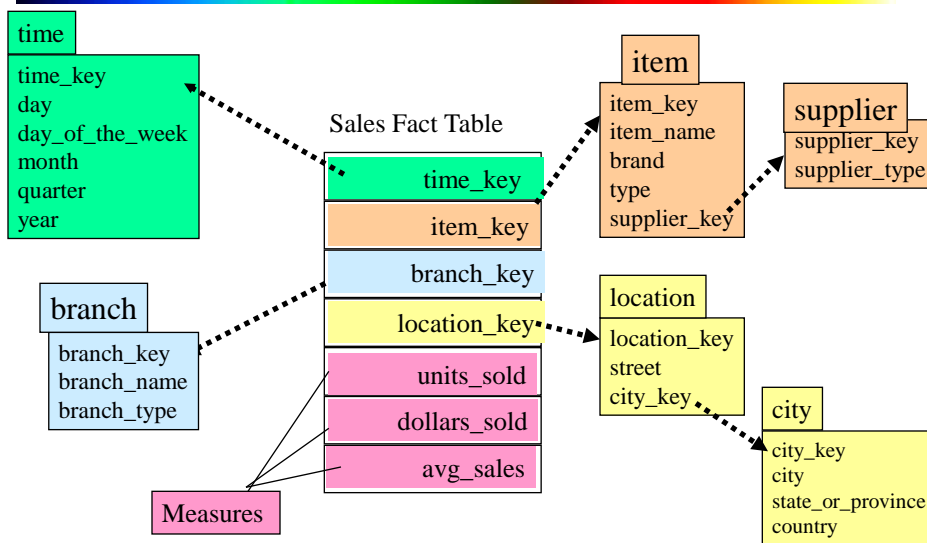 time
time_key
day
day_of_the_week
month
quarter
year
Sales Fact Table
time_key
item_key
branch_key
location_key
units_sold
dollars_sold
avg_sales
Measures
branch
branch_key
branch_name
branch_type
item
item_key
item_name
brand
type
supplier_key
supplier
supplier_key
supplier_type
location
location_key
street
city_key
city
city_key
city
state_or_province
country